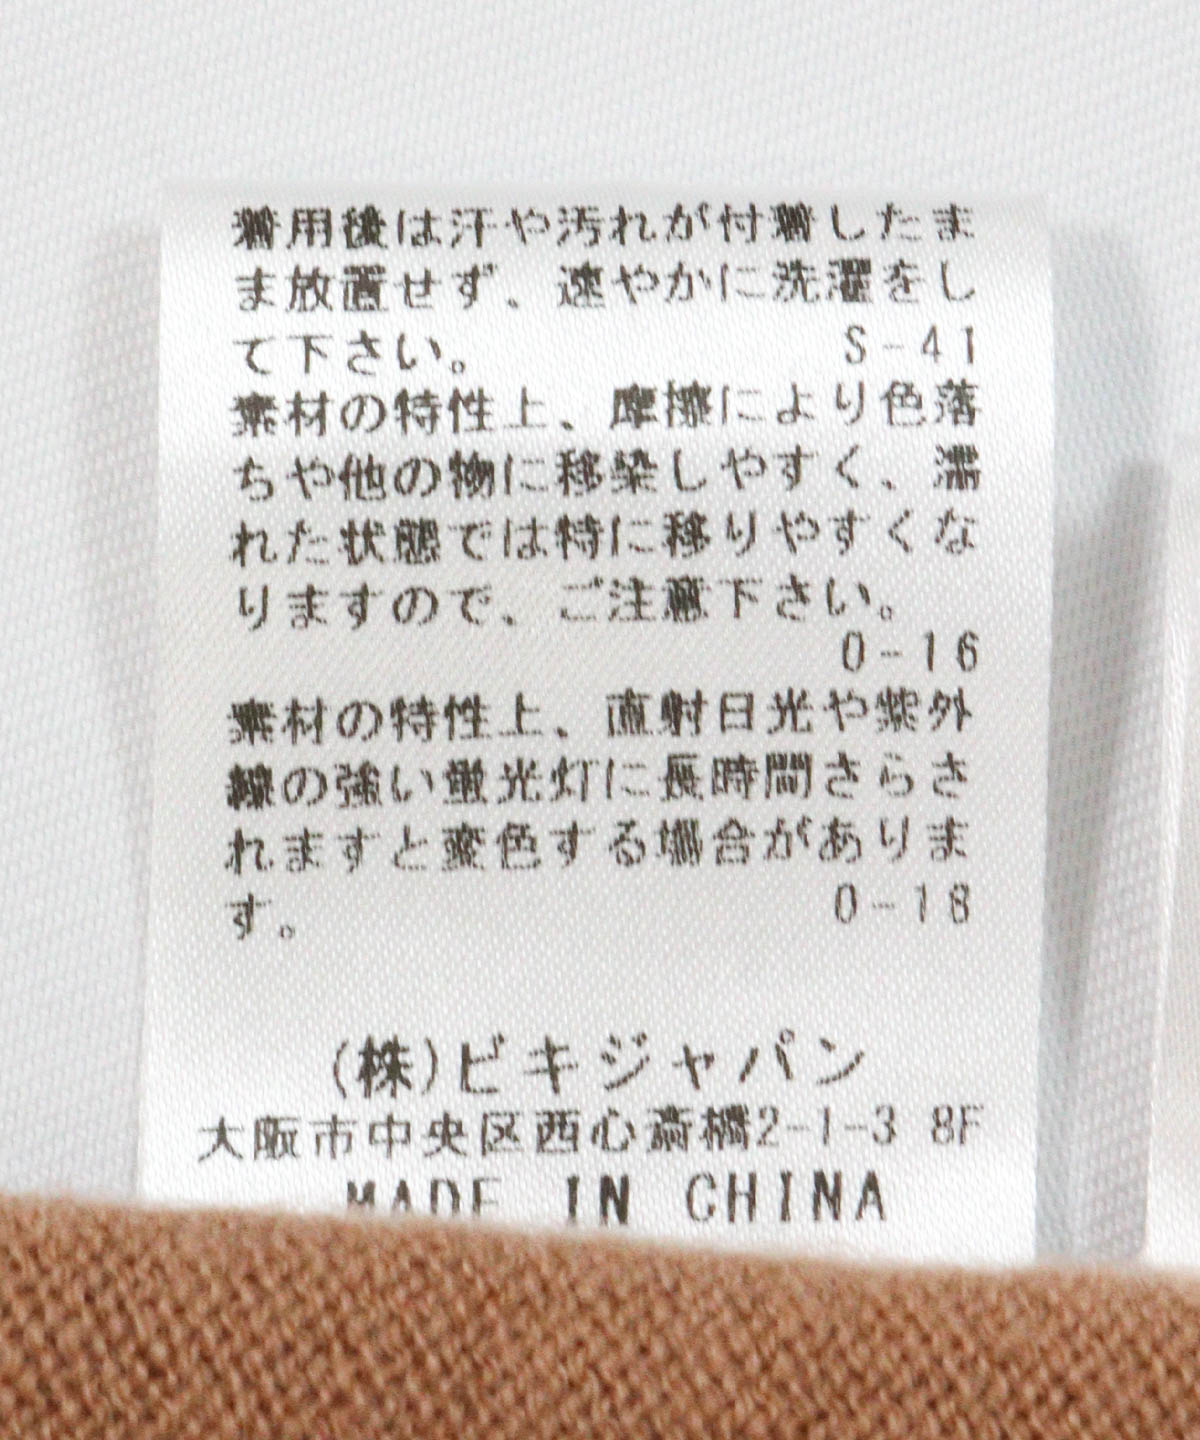 着用後は汗や汚れが付着したま
ま放置せず、速やかに洗濯をし
て下さい。 S-41
素材の特性上、摩擦により色落
ちや他の物に移染しやすく、濡
れた状態では特に移りやすくな
りますので、ご注意下さい。
0-16
素材の特性上、直射日光や紫外
線の強い蛍光灯に長時間さらさ
れますと変色する場合がありま
す。 0-18
(株)ビキジャパン
大阪市中央区西心斎橋2-1-3 8F
MADE IN CHINA